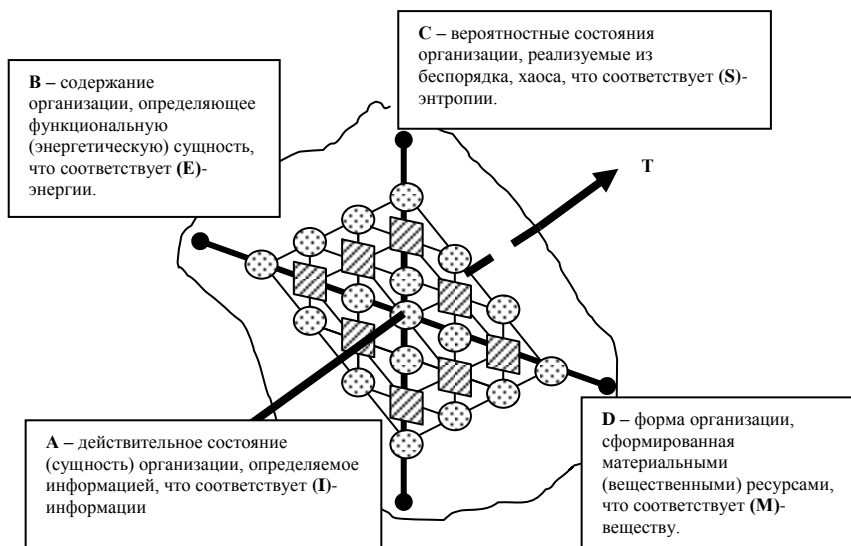 C – вероятностные состояния
организации, реализуемые из
беспорядка, хаоса, что соответствует (S)-
энтропии.
B – содержание
организации, определяющее
функциональную
(энергетическую) сущность,
что соответствует (E)-
энергии.
T
A – действительное состояние
(сущность) организации, определяемое
информацией, что соответствует (I)-
информации
D – форма организации,
сформированная
материальными
(вещественными) ресурсами,
что соответствует (M)-
веществу.